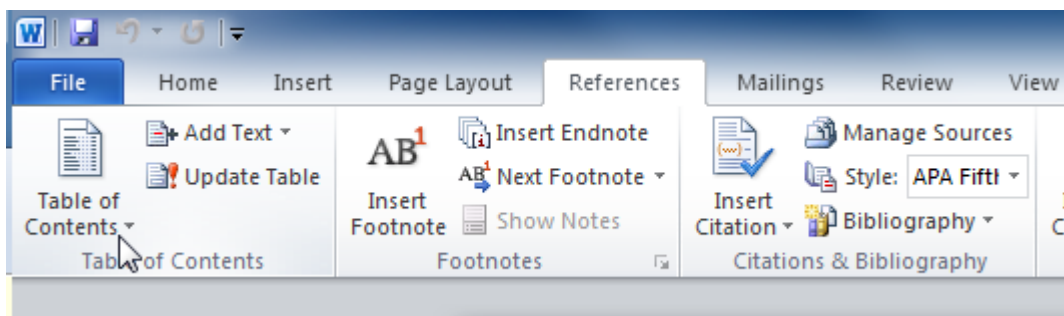 W
File Home Insert Page Layout References Mailings Review View
Table of
Contents
Add Text
Update Table
Table of Contents
AB1
Insert
Footnote
Insert Endnote
AB1 Next Footnote
Show Notes
Footnotes
Insert
Citation
Manage Sources
Style: APA Fifth
Bibliography
Citations & Bibliography